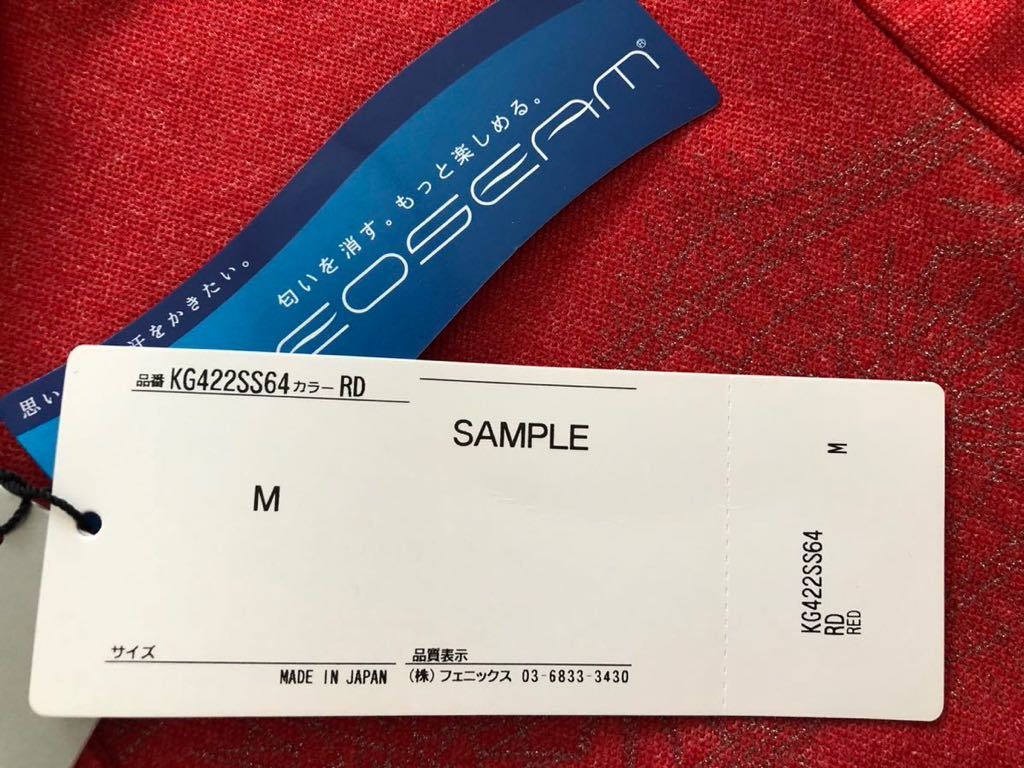 思い
汗をかきたい。
匂いを消す。もっと楽しめる。
EOSEAM®
品番 KG422SS64 カラー RD
SAMPLE
M
サイズ
MADE IN JAPAN
品質表示
(株) フェニックス 03-6833-3430
M
KG422SS64
RD
RED